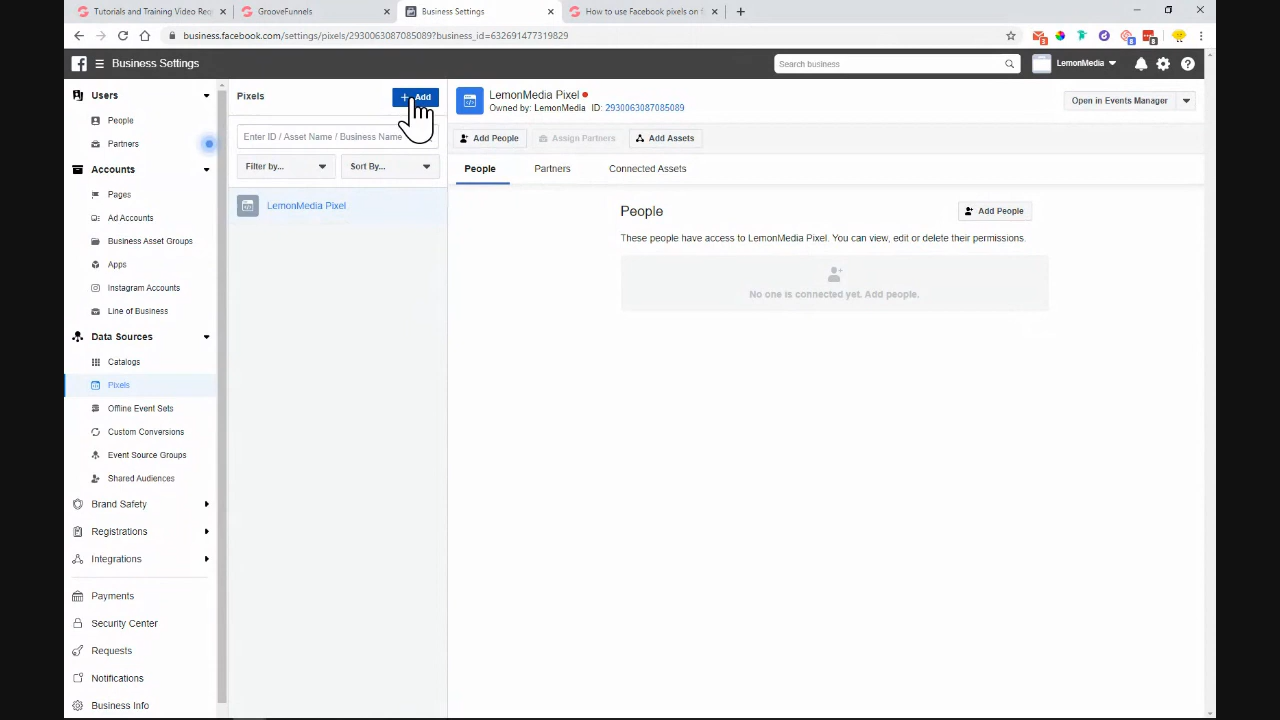 Tutorials and Training Video Req
GrooveFunnels
Business Settings
How to use Facebook pixels on f
business.facebook.com/settings/pixels/2930063087085089?business_id=632691477319829
3
8
8
Business Settings
Search business
LemonMedia
Users
People
Partners
Accounts
Pages
Ad Accounts
Business Asset Groups
Apps
Instagram Accounts
Line of Business
Data Sources
Catalogs
Pixels
Offline Event Sets
Custom Conversions
Event Source Groups
Shared Audiences
Brand Safety
Registrations
Integrations
Payments
Security Center
Requests
Notifications
Business Info
Pixels
+ Add
Enter ID / Asset Name / Business Name
Filter by...
Sort By...
LemonMedia Pixel
LemonMedia Pixel
Owned by: LemonMedia ID: 2930063087085089
Open in Events Manager
Add People
Assign Partners
Add Assets
People
Partners
Connected Assets
People
Add People
These people have access to LemonMedia Pixel. You can view, edit or delete their permissions.
No one is connected yet. Add people.